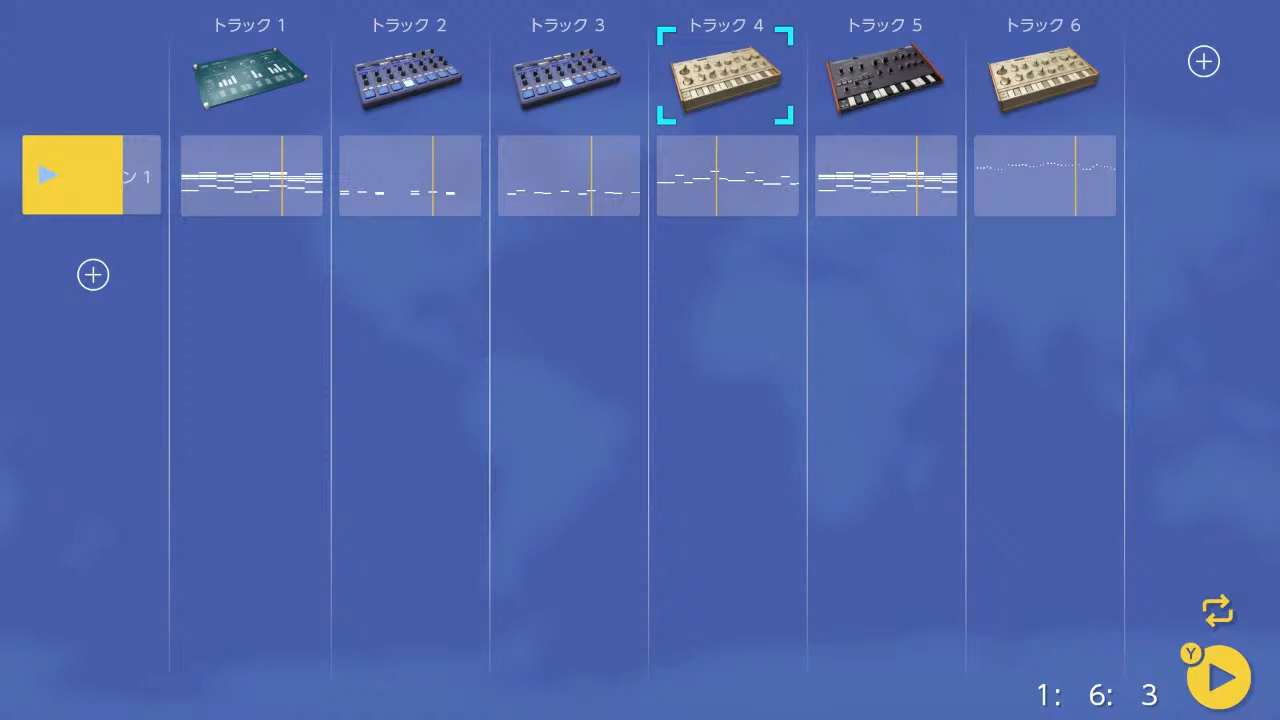 トラック 1
トラック 2
トラック 3
トラック 4
トラック 5
トラック 6
ン 1
Y
1: 6: 3